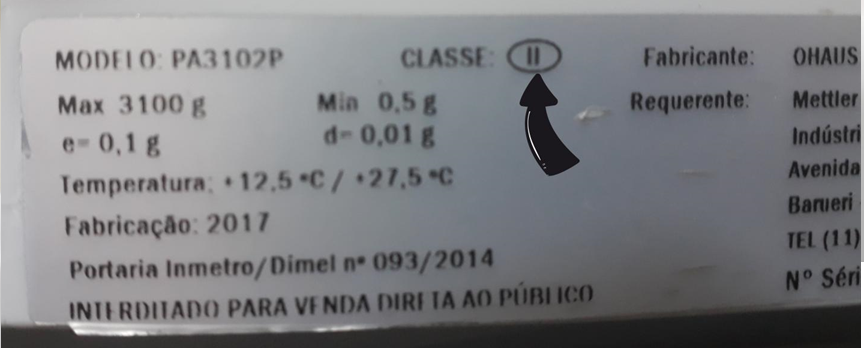 MODELO: PA3102P CLASSE: II Fabricante: OHAUS
Max 3100 g Min 0,5 g Requerente: Mettler
e= 0,1 g d= 0,01 g Indústri
Temperatura: +12,5 ºC / +27,5 ºC Avenida
Fabricação: 2017 Barueri
Portaria Inmetro/Dimel nº 093/2014 TEL (11)
INTERDITADO PARA VENDA DIRETA AO PÚBLICO Nº Séri